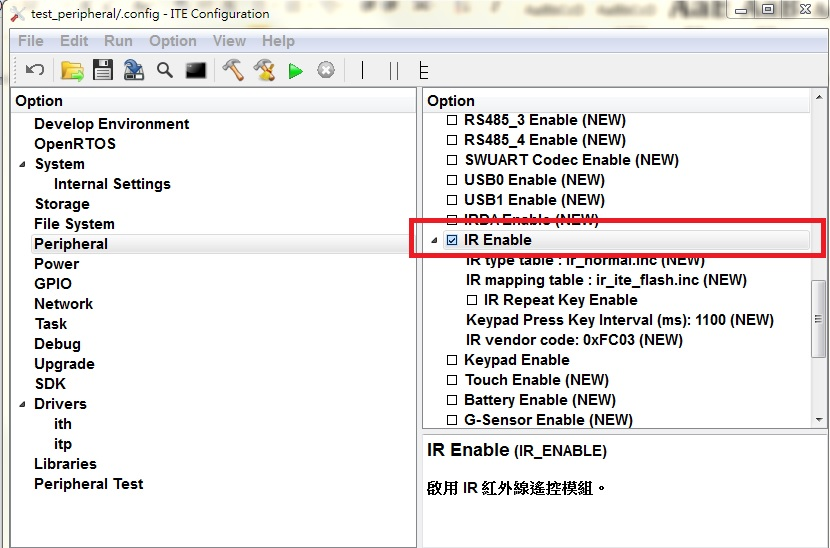 test_peripheral/.config - ITE Configuration
File Edit Run Option View Help
Option
Develop Environment
OpenRTOS
System
Internal Settings
Storage
File System
Peripheral
Power
GPIO
Network
Task
Debug
Upgrade
SDK
Drivers
ith
itp
Libraries
Peripheral Test
Option
RS485_3 Enable (NEW)
RS485_4 Enable (NEW)
SWUART Codec Enable (NEW)
USB0 Enable (NEW)
USB1 Enable (NEW)
IRDA Enable (NEW)
IR Enable
IR type table : ir_normal.inc (NEW)
IR mapping table : ir_ite_flash.inc (NEW)
IR Repeat Key Enable
Keypad Press Key Interval (ms): 1100 (NEW)
IR vendor code: 0xFC03 (NEW)
Keypad Enable
Touch Enable (NEW)
Battery Enable (NEW)
G-Sensor Enable (NEW)
IR Enable (IR_ENABLE)
啟用 IR 紅外線遙控模組。